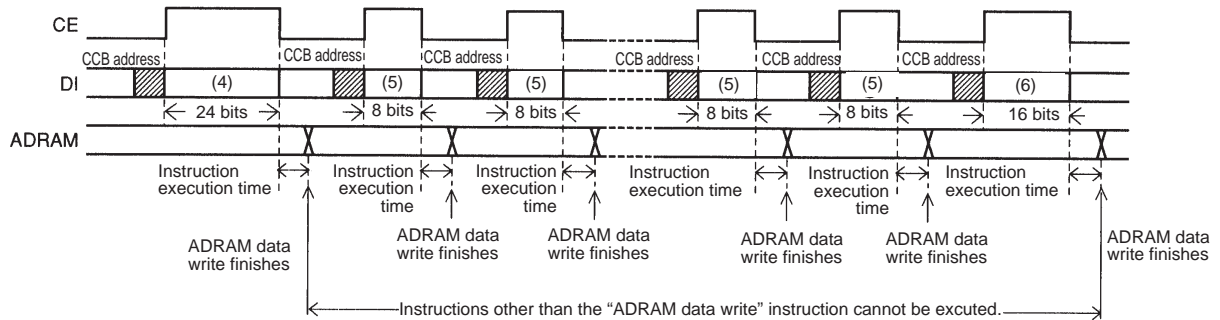 CE
CCB address CCB address CCB address CCB address CCB address CCB address
DI (4) (5) (5) (5) (5) (6)
24 bits 8 bits 8 bits 8 bits 8 bits 16 bits
ADRAM
Instruction execution time
Instruction execution time
Instruction execution time
Instruction execution time
Instruction execution time
Instruction execution time
ADRAM data write finishes
ADRAM data write finishes
ADRAM data write finishes
ADRAM data write finishes
ADRAM data write finishes
ADRAM data write finishes
Instructions other than the “ADRAM data write” instruction cannot be excuted.